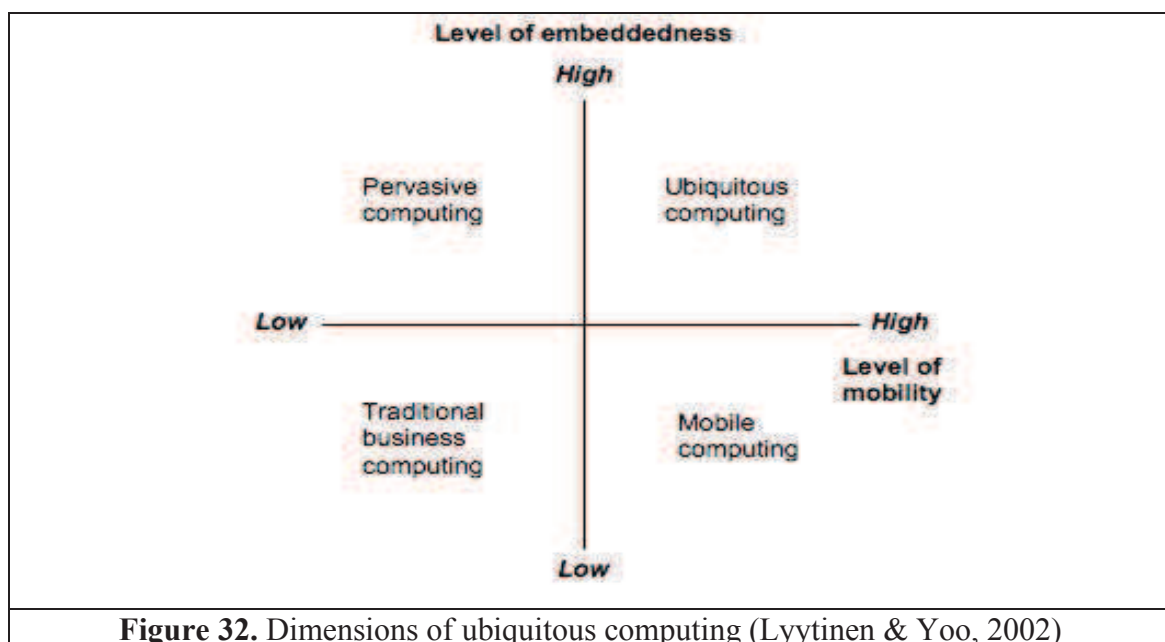 Level of embeddedness
High
Pervasive
computing
Ubiquitous
computing
Low
High
Level of
mobility
Traditional
business
computing
Mobile
computing
Low
Figure 32. Dimensions of ubiquitous computing (Lyytinen & Yoo, 2002)